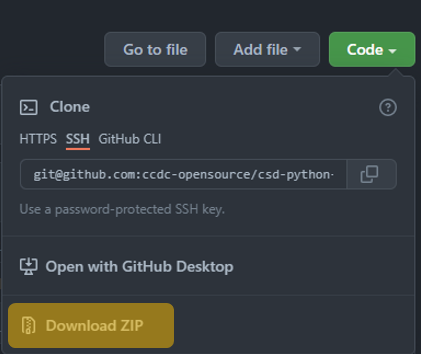 Go to file Add file Code
Clone
HTTPS SSH GitHub CLI
git@github.com:ccdc-opensource/csd-python-
Use a password-protected SSH key.
Open with GitHub Desktop
Download ZIP